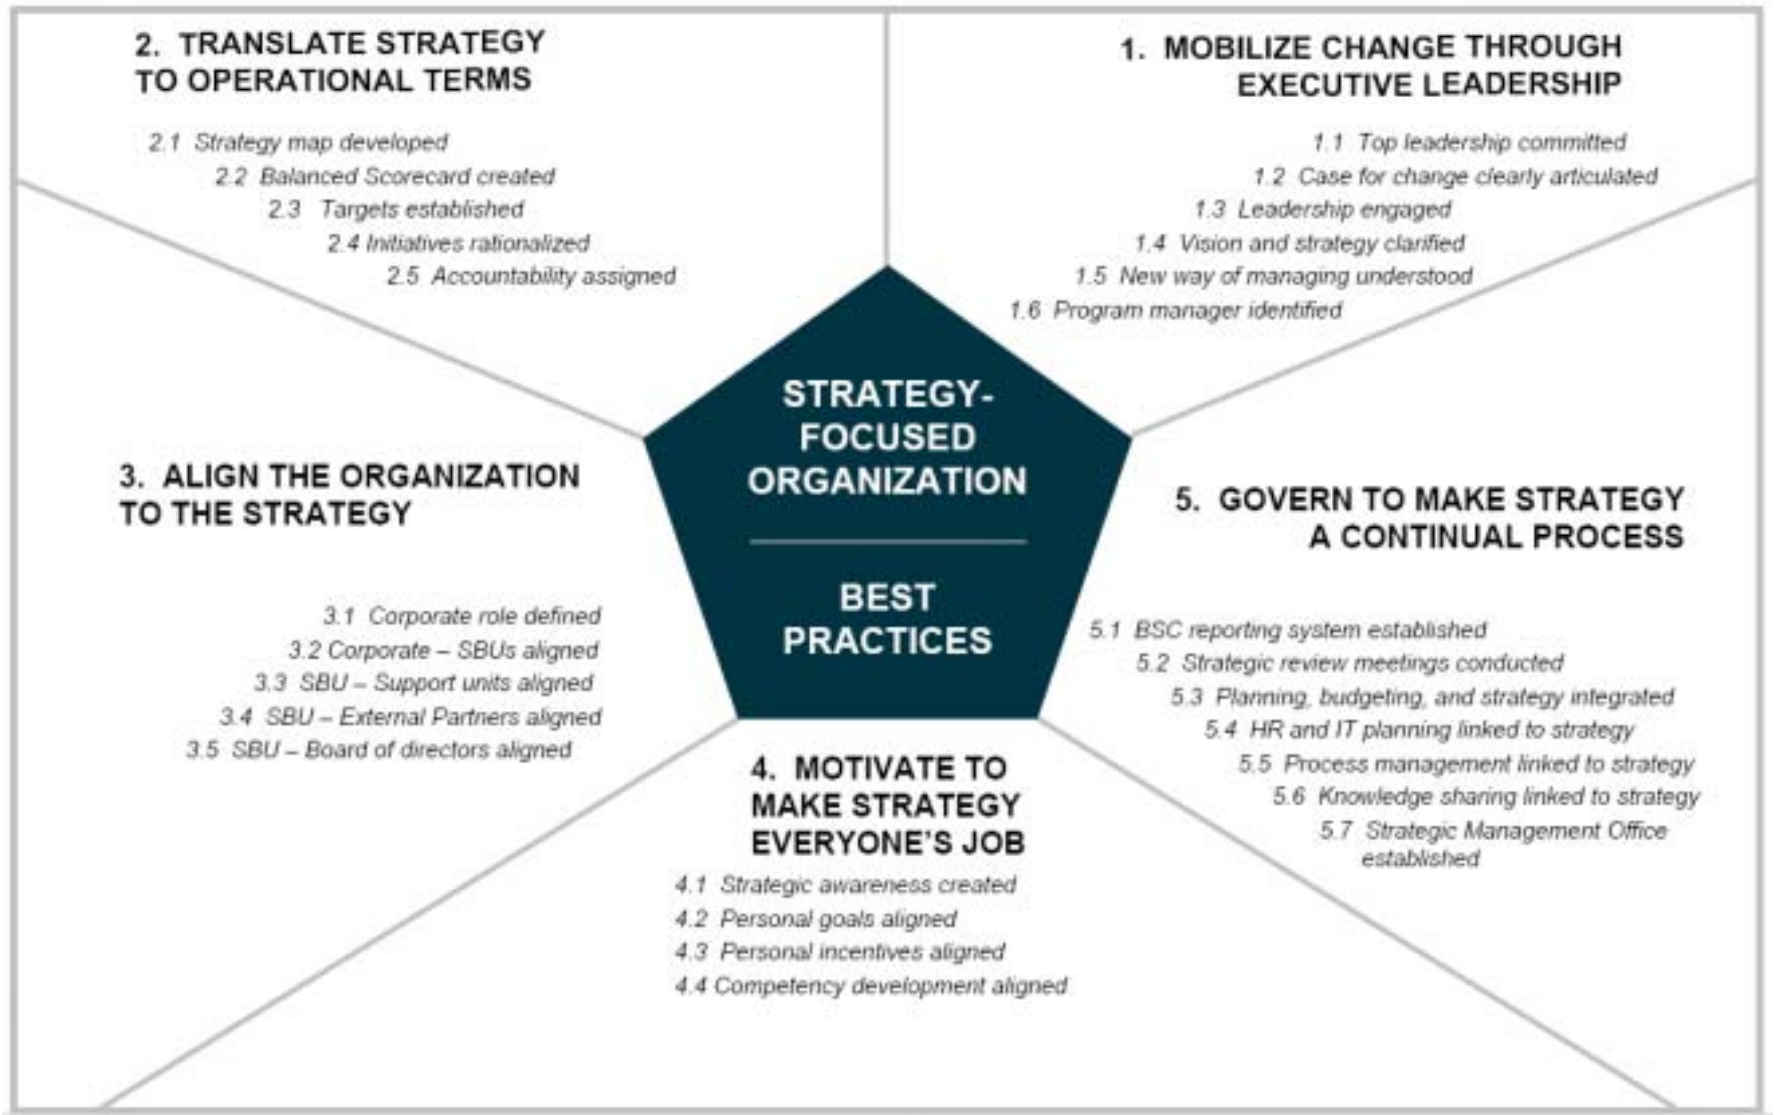 2. TRANSLATE STRATEGY
TO OPERATIONAL TERMS
2.1 Strategy map developed
2.2 Balanced Scorecard created
2.3 Targets established
2.4 Initiatives rationalized
2.5 Accountability assigned
1. MOBILIZE CHANGE THROUGH
EXECUTIVE LEADERSHIP
1.1 Top leadership committed
1.2 Case for change clearly articulated
1.3 Leadership engaged
1.4 Vision and strategy clarified
1.5 New way of managing understood
1.6 Program manager identified
STRATEGY-
FOCUSED
ORGANIZATION
BEST
PRACTICES
3. ALIGN THE ORGANIZATION
TO THE STRATEGY
3.1 Corporate role defined
3.2 Corporate – SBUs aligned
3.3 SBU – Support units aligned
3.4 SBU – External Partners aligned
3.5 SBU – Board of directors aligned
5. GOVERN TO MAKE STRATEGY
A CONTINUAL PROCESS
5.1 BSC reporting system established
5.2 Strategic review meetings conducted
5.3 Planning, budgeting, and strategy integrated
5.4 HR and IT planning linked to strategy
5.5 Process management linked to strategy
5.6 Knowledge sharing linked to strategy
5.7 Strategic Management Office
established
4. MOTIVATE TO
MAKE STRATEGY
EVERYONE'S JOB
4.1 Strategic awareness created
4.2 Personal goals aligned
4.3 Personal incentives aligned
4.4 Competency development aligned